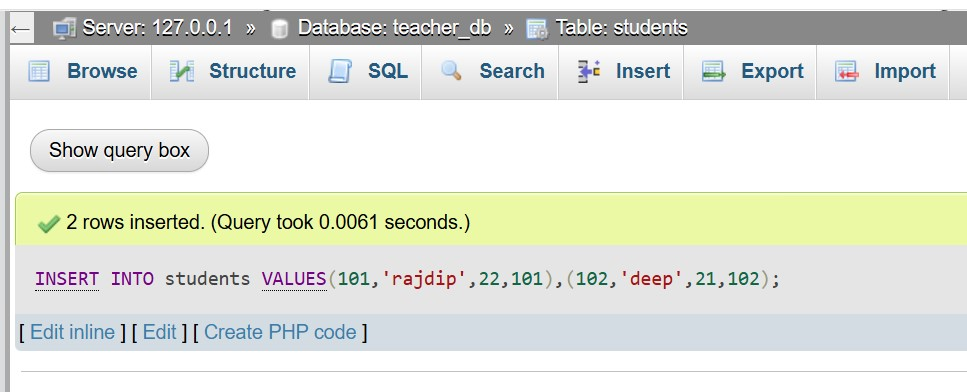 ← Server: 127.0.0.1 » Database: teacher_db » Table: students
Browse Structure SQL Search Insert Export Import
Show query box
2 rows inserted. (Query took 0.0061 seconds.)
INSERT INTO students VALUES(101,'rajdip',22,101),(102,'deep',21,102);
[ Edit inline ] [ Edit ] [ Create PHP code ]